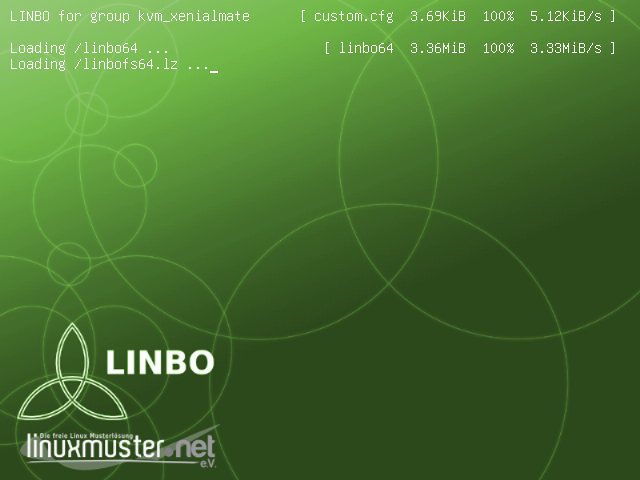 LINBO for group kvm_xenialmate [ custom.cfg 3.69KiB 100% 5.12KiB/s ]
Loading /linbo64 ... [ linbo64 3.36MiB 100% 3.33MiB/s ]
Loading /linbofs64.lz ..._
LINBO
Die freie Linux Musterlösung
linuxmuster.net
e.V.